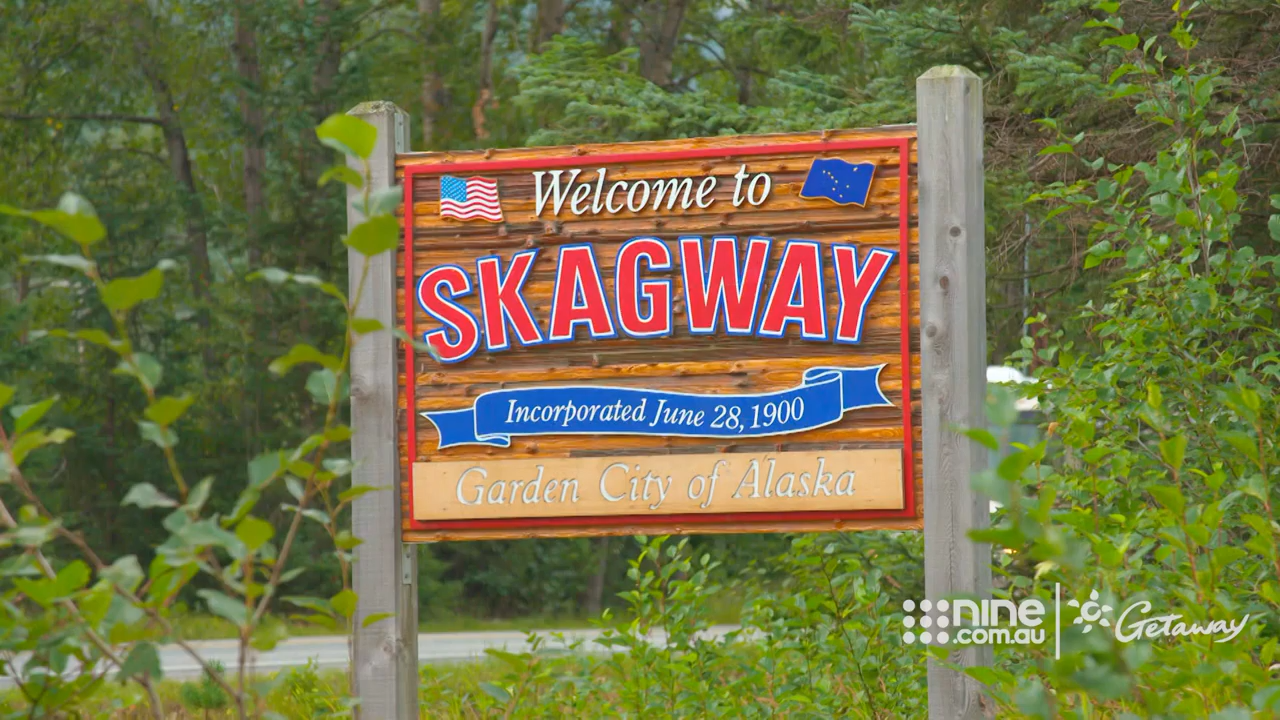 Welcome to
SKAGWAY
Incorporated June 28, 1900
Garden City of Alaska
nine
.com.au
Getaway